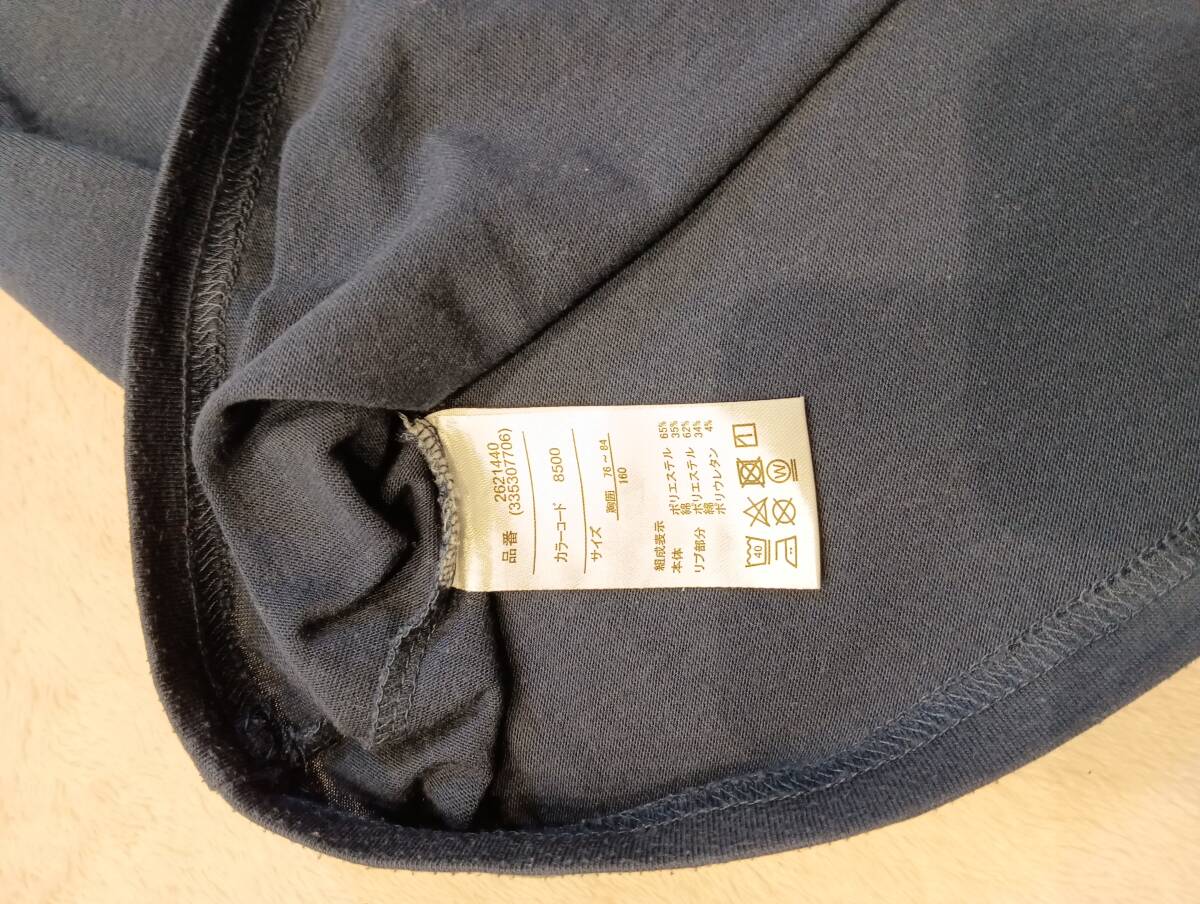 品番 2621440
(335307706)
カラーコード 8500
サイズ
胸囲 76～84
160
組成表示
本体 ポリエステル 65%
綿 35%
リブ部分 ポリエステル 62%
綿 34%
ポリウレタン 4%
40
W